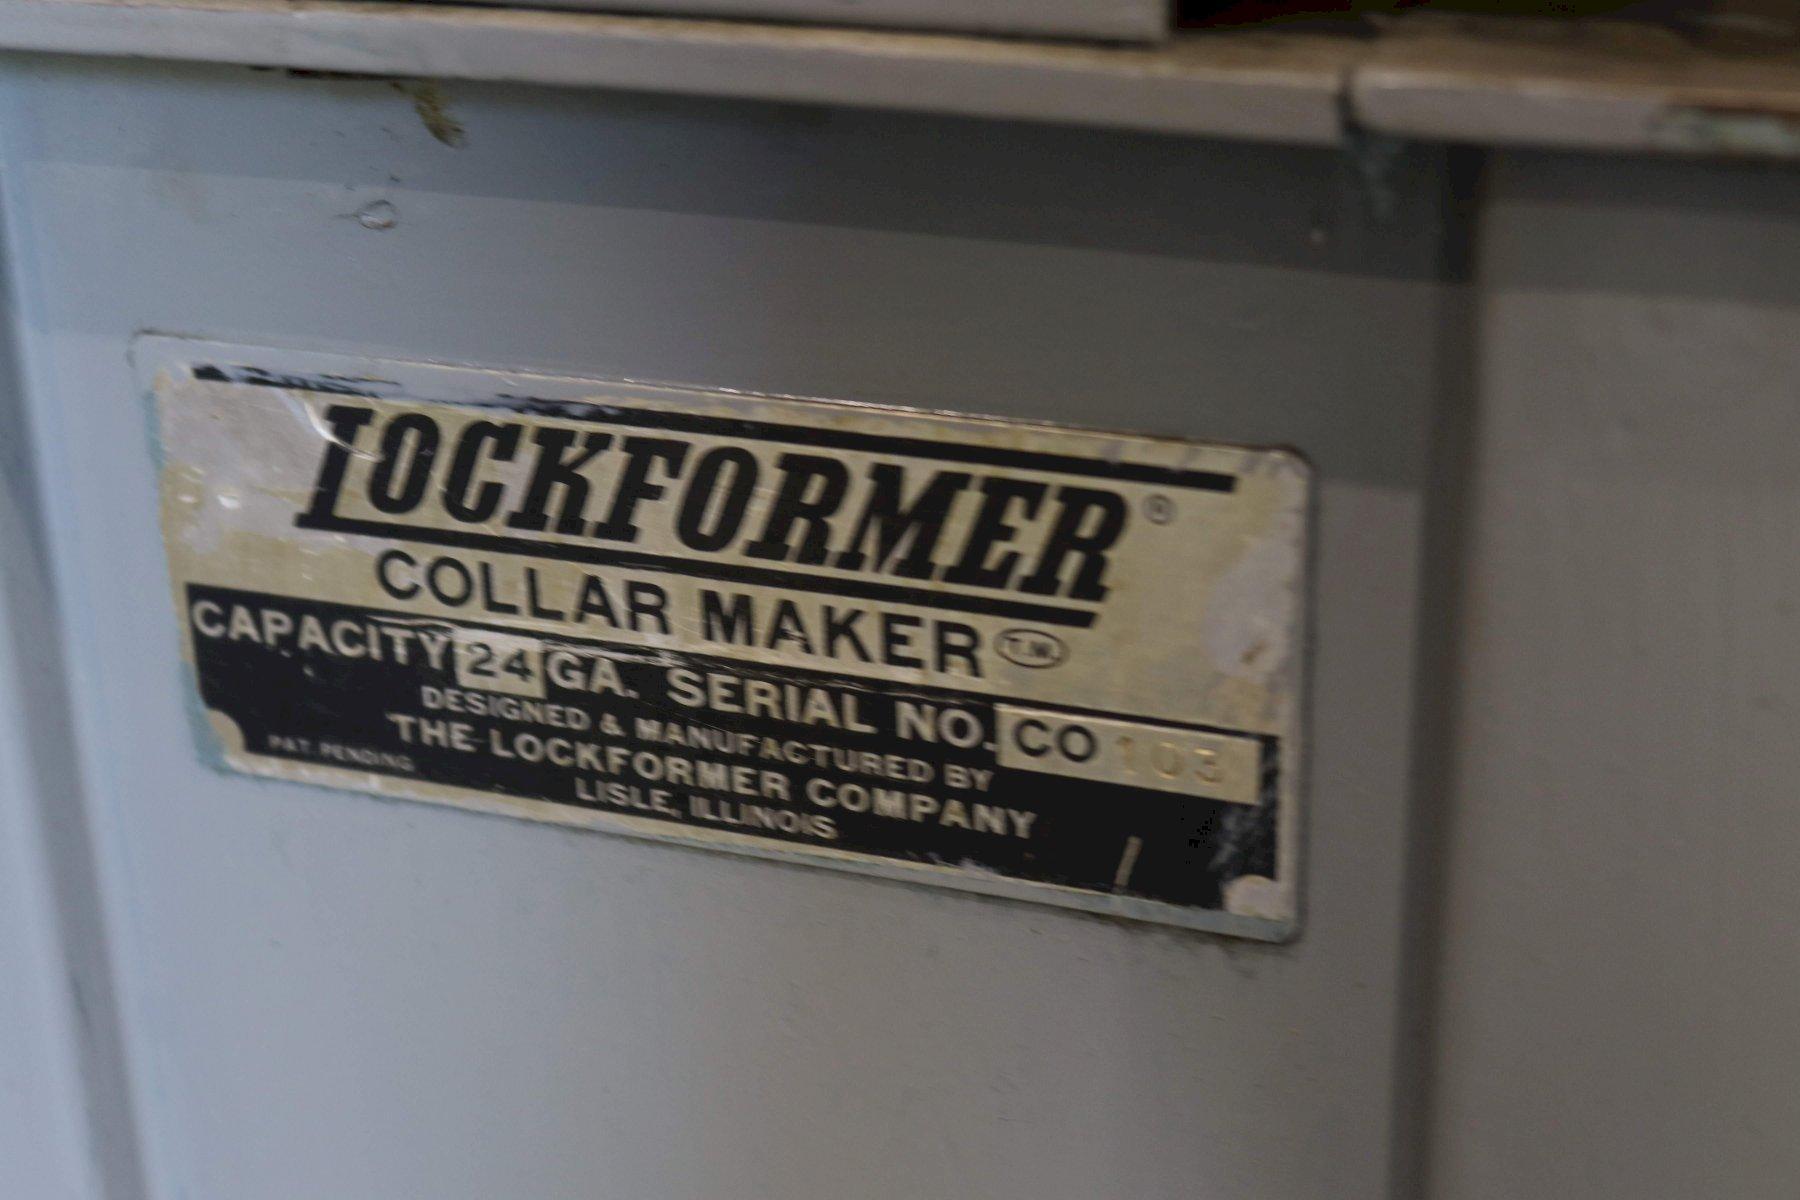 LOCKFORMER ®
COLLAR MAKER T.M.
CAPACITY 24 GA. SERIAL NO. CO 103
DESIGNED & MANUFACTURED BY
THE LOCKFORMER COMPANY
LISLE, ILLINOIS
PAT. PENDING